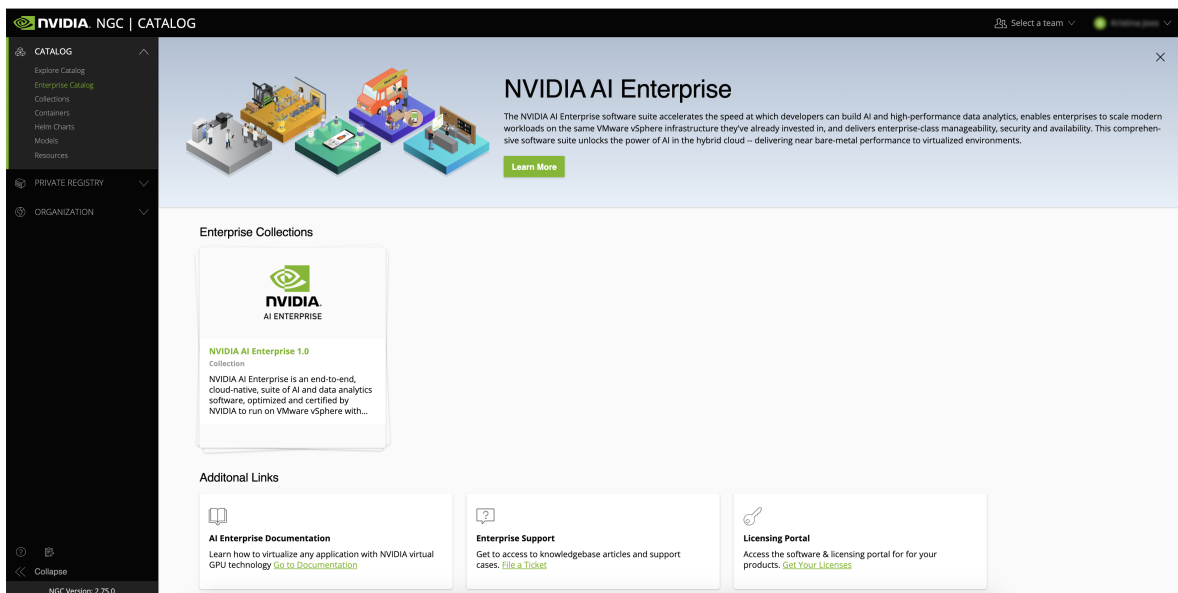 NVIDIA. NGC | CATALOG
Select a team
CATALOG
Explore Catalog
Enterprise Catalog
Collections
Containers
Helm Charts
Models
Resources
PRIVATE REGISTRY
ORGANIZATION
Collapse
NGC Version: 2.75.0
NVIDIA AI Enterprise
The NVIDIA AI Enterprise software suite accelerates the speed at which developers can build AI and high-performance data analytics, enables enterprises to scale modern
workloads on the same VMware vSphere infrastructure they've already invested in, and delivers enterprise-class manageability, security and availability. This comprehen-
sive software suite unlocks the power of AI in the hybrid cloud -- delivering near bare-metal performance to virtualized environments.
Learn More
Enterprise Collections
NVIDIA.
AI ENTERPRISE
NVIDIA AI Enterprise 1.0
Collection
NVIDIA AI Enterprise is an end-to-end,
cloud-native, suite of AI and data analytics
software, optimized and certified by
NVIDIA to run on VMware vSphere with...
Additonal Links
AI Enterprise Documentation
Learn how to virtualize any application with NVIDIA virtual
GPU technology Go to Documentation
Enterprise Support
Get to access to knowledgebase articles and support
cases. File a Ticket
Licensing Portal
Access the software & licensing portal for for your
products. Get Your Licenses